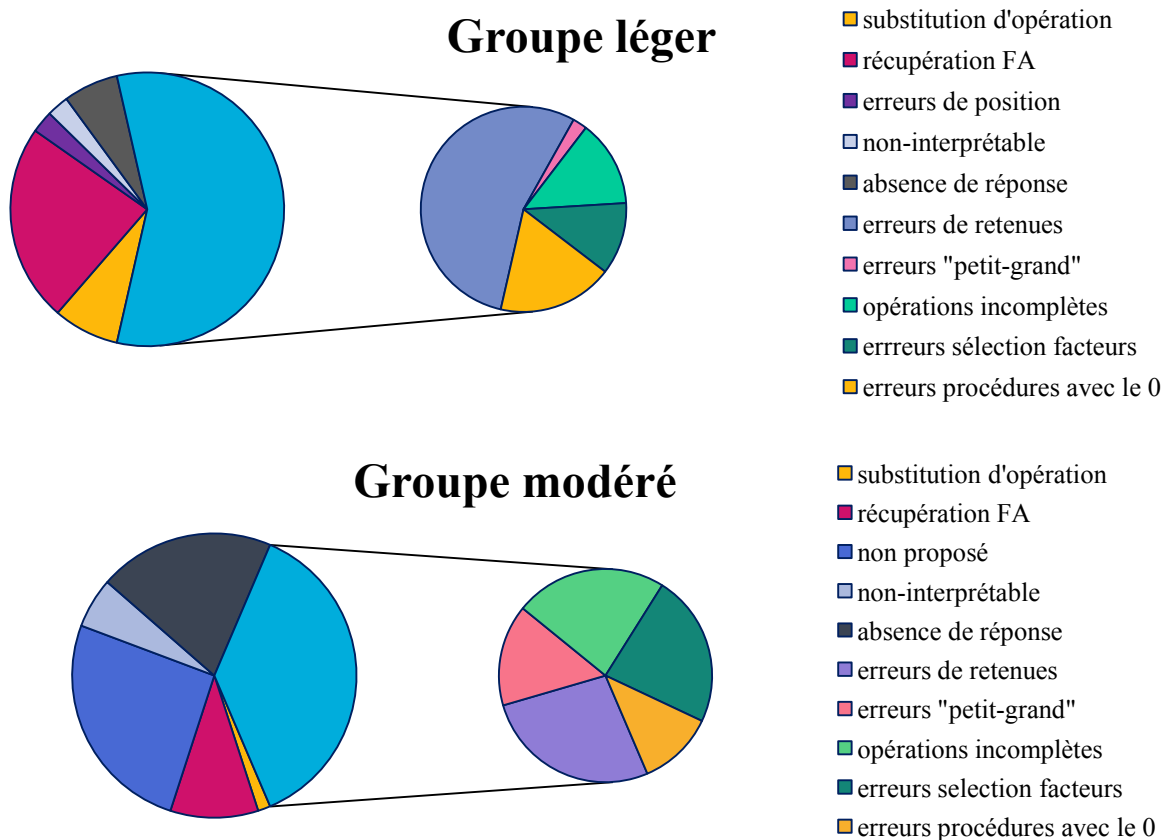 Groupe léger
substitution d'opération
récupération FA
erreurs de position
non-interprétable
absence de réponse
erreurs de retenues
erreurs "petit-grand"
opérations incomplètes
errreurs sélection facteurs
erreurs procédures avec le 0
Groupe modéré
substitution d'opération
récupération FA
non proposé
non-interprétable
absence de réponse
erreurs de retenues
erreurs "petit-grand"
opérations incomplètes
erreurs selection facteurs
erreurs procédures avec le 0